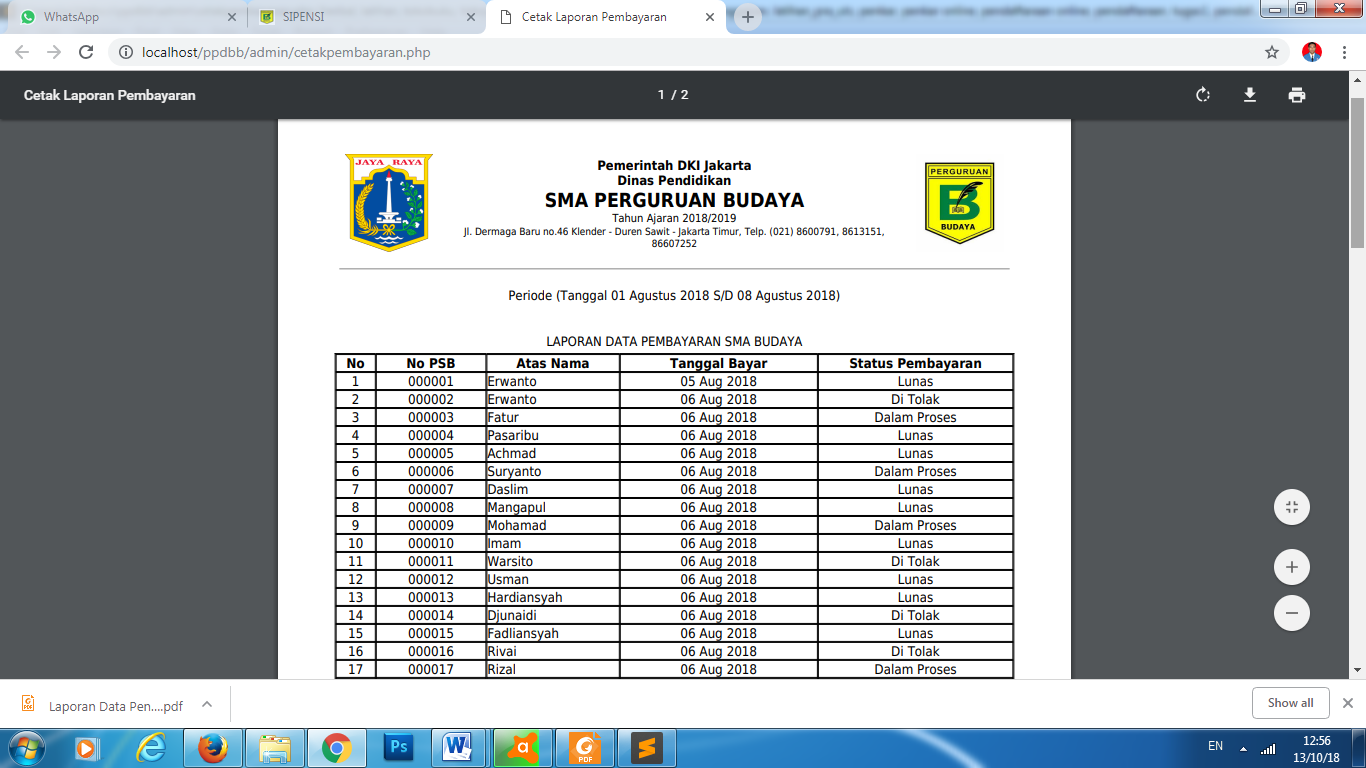 WhatsApp
SIPENSI
Cetak Laporan Pembayaran
localhost/ppdbb/admin/cetakpembayaran.php
Cetak Laporan Pembayaran
1 / 2
JAYA RAYA
Pemerintah DKI Jakarta
Dinas Pendidikan
SMA PERGURUAN BUDAYA
Tahun Ajaran 2018/2019
Jl. Dermaga Baru no.46 Klender - Duren Sawit - Jakarta Timur, Telp. (021) 8600791, 8613151,
86607252
PERGURUAN
B
BUDAYA
Periode (Tanggal 01 Agustus 2018 S/D 08 Agustus 2018)
LAPORAN DATA PEMBAYARAN SMA BUDAYA
No No PSB Atas Nama Tanggal Bayar Status Pembayaran
1 000001 Erwanto 05 Aug 2018 Lunas
2 000002 Erwanto 06 Aug 2018 Di Tolak
3 000003 Fatur 06 Aug 2018 Dalam Proses
4 000004 Pasaribu 06 Aug 2018 Lunas
5 000005 Achmad 06 Aug 2018 Lunas
6 000006 Suryanto 06 Aug 2018 Dalam Proses
7 000007 Daslim 06 Aug 2018 Lunas
8 000008 Mangapul 06 Aug 2018 Lunas
9 000009 Mohamad 06 Aug 2018 Dalam Proses
10 000010 Imam 06 Aug 2018 Lunas
11 000011 Warsito 06 Aug 2018 Di Tolak
12 000012 Usman 06 Aug 2018 Lunas
13 000013 Hardiansyah 06 Aug 2018 Lunas
14 000014 Djunaidi 06 Aug 2018 Di Tolak
15 000015 Fadliansyah 06 Aug 2018 Lunas
16 000016 Rivai 06 Aug 2018 Di Tolak
17 000017 Rizal 06 Aug 2018 Dalam Proses
Laporan Data Pen....pdf
Show all
Ps
W
a
PDF
EN
12:56
13/10/18